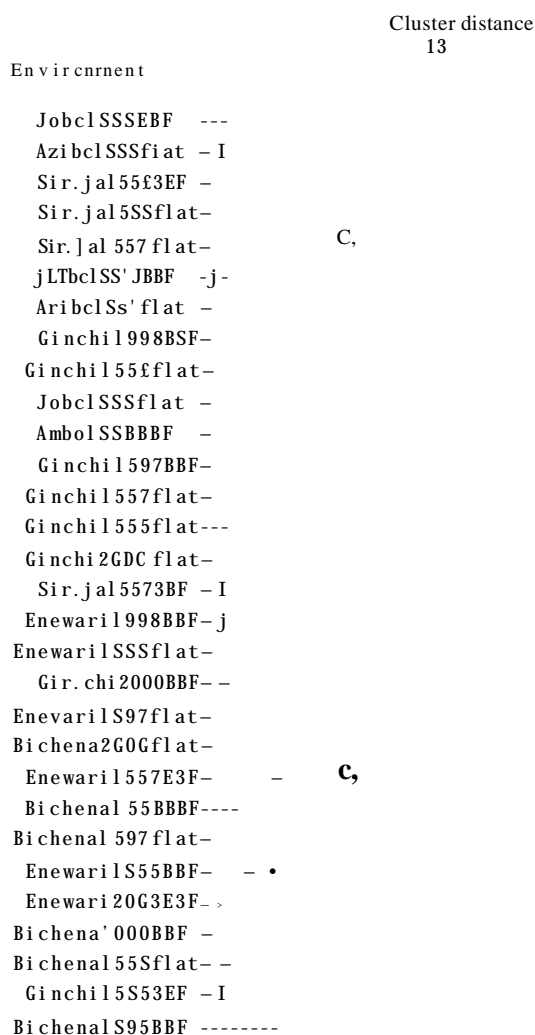 Cluster distance
13
Envircnrnent
JobclSSSEBF ---
AzibclSSSfiat – I
Sir.jal55£3EF –
Sir.jal5SSflat–
Sir.]al 557 flat– C,
jLTbclSS'JBBF -j-
AribclSs'flat –
Ginchil998BSF–
Ginchil55£flat–
JobclSSSflat –
AmbolSSBBBF –
Ginchil597BBF–
Ginchil557flat–
Ginchil555flat---
Ginchi2GDC flat–
Sir.jal5573BF – I
Enewaril998BBF– j
EnewarilSSSflat–
Gir.chi2000BBF– –
EnevarilS97flat–
Bichena2G0Gflat–
Enewaril557E3F– – c,
Bichenal 55BBBF----
Bichenal 597flat–
EnewarilS55BBF– – •
Enewari20G3E3F– >
Bichena'000BBF –
Bichenal55Sflat– –
Ginchil5S53EF – I
BichenalS95BBF --------